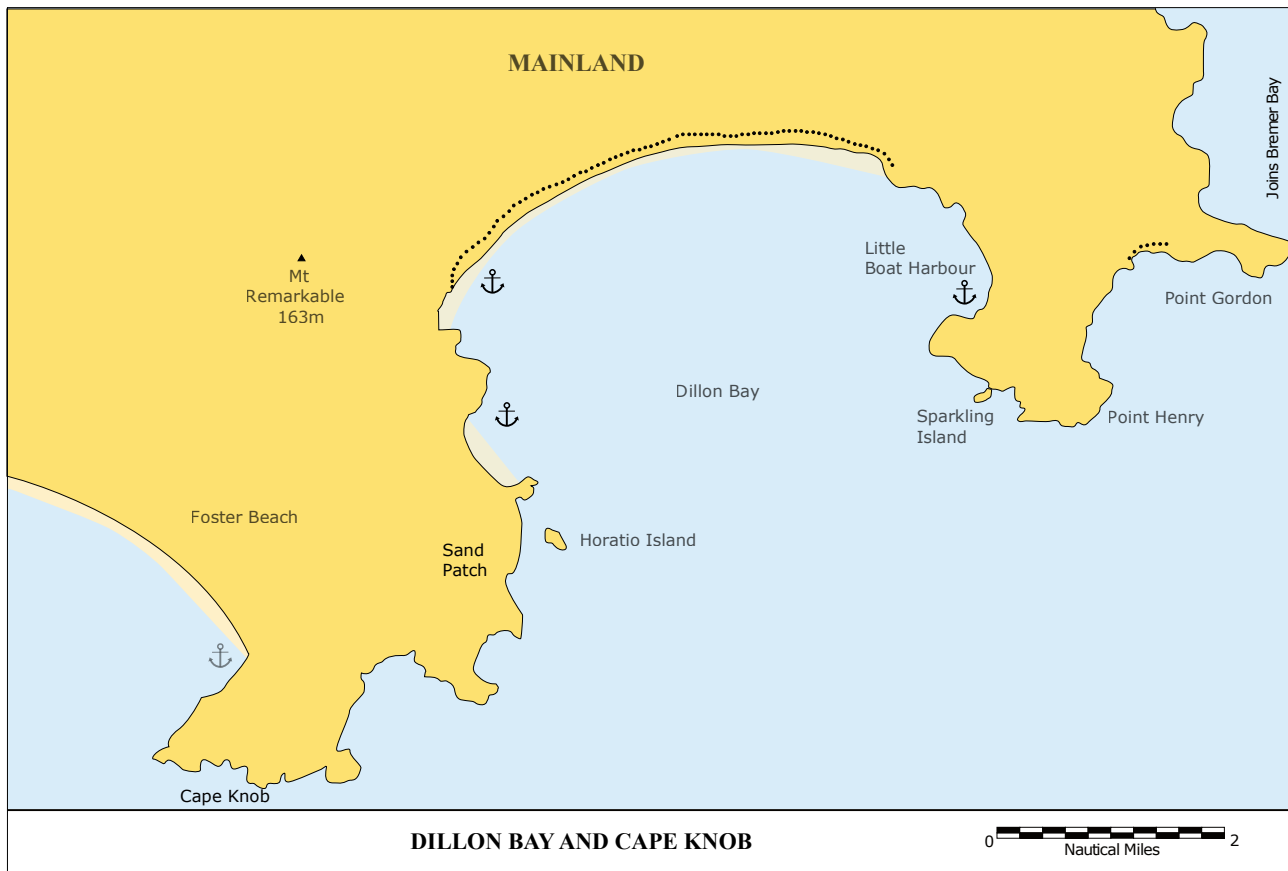 MAINLAND
Joins Bremer Bay
Little
Boat Harbour
Mt
Remarkable
163m
Point Gordon
Dillon Bay
Sparkling
Island
Point Henry
Foster Beach
Horatio Island
Sand
Patch
Cape Knob
DILLON BAY AND CAPE KNOB
0
2
Nautical Miles